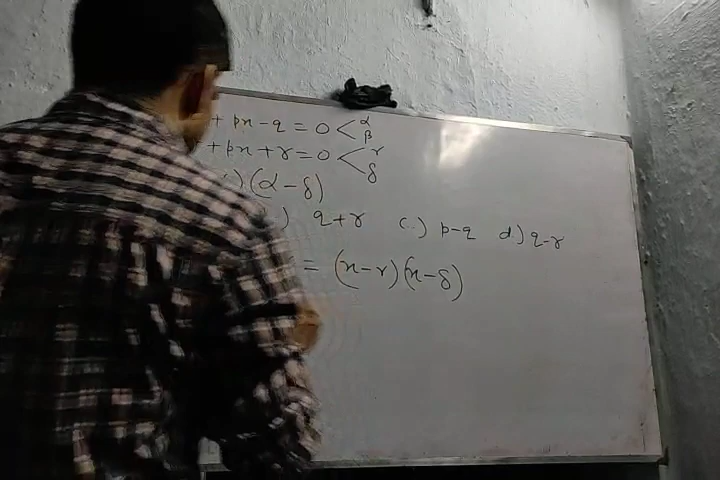 + px - q = 0 < α β
+ px + r = 0 < γ δ
) (α - δ)
) q+r c.) p-q d.) q-r
= (x-γ)(x-δ)